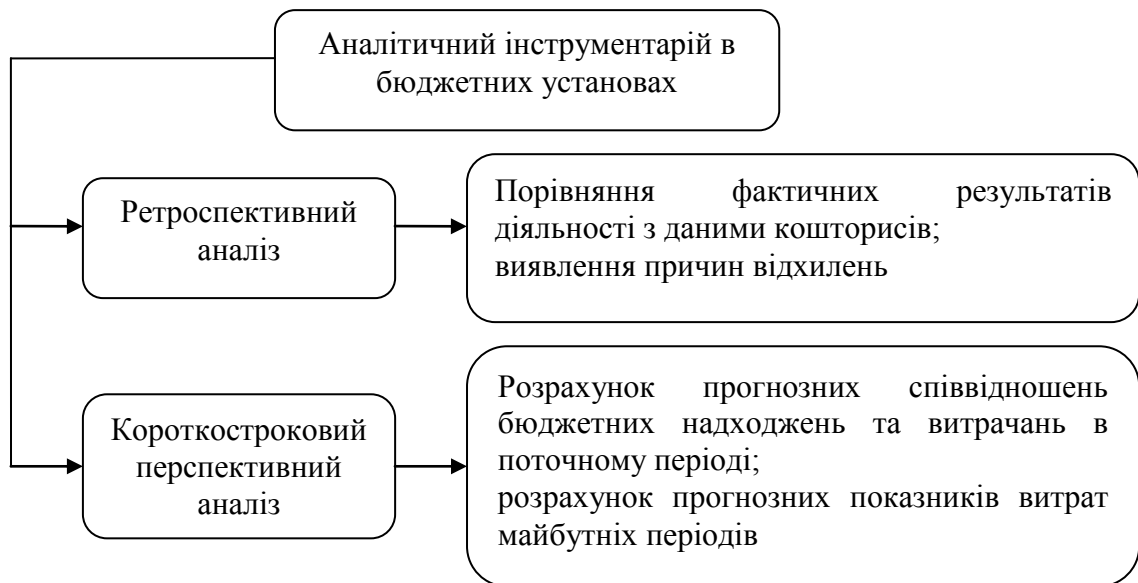 Аналітичний інструментарій в
бюджетних установах
Ретроспективний
аналіз
Порівняння фактичних результатів
діяльності з даними кошторисів;
виявлення причин відхилень
Короткостроковий
перспективний
аналіз
Розрахунок прогнозних співвідношень
бюджетних надходжень та витрачань в
поточному періоді;
розрахунок прогнозних показників витрат
майбутніх періодів